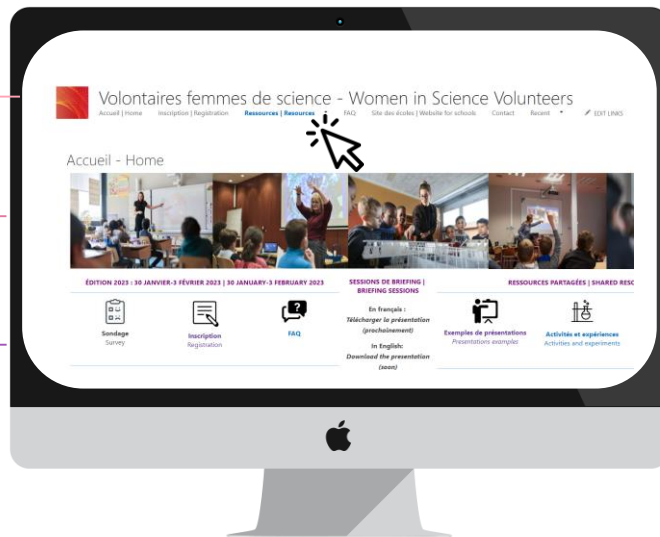 Volontaires femmes de science - Women in Science Volunteers
Accueil | Home Inscription | Registration Ressources | Resources FAQ Site des écoles | Website for schools Contact Recent EDIT LINKS
Accueil - Home
ÉDITION 2023 : 30 JANVIER-3 FÉVRIER 2023 | 30 JANUARY-3 FEBRUARY 2023
Sondage
Survey
Inscription
Registration
FAQ
SESSIONS DE BRIEFING |
BRIEFING SESSIONS
En français :
Télécharger la présentation
(prochainement)
In English:
Download the presentation
(soon)
RESSOURCES PARTAGÉES | SHARED RESC
Exemples de présentations
Presentations examples
Activités et expériences
Activities and experiments